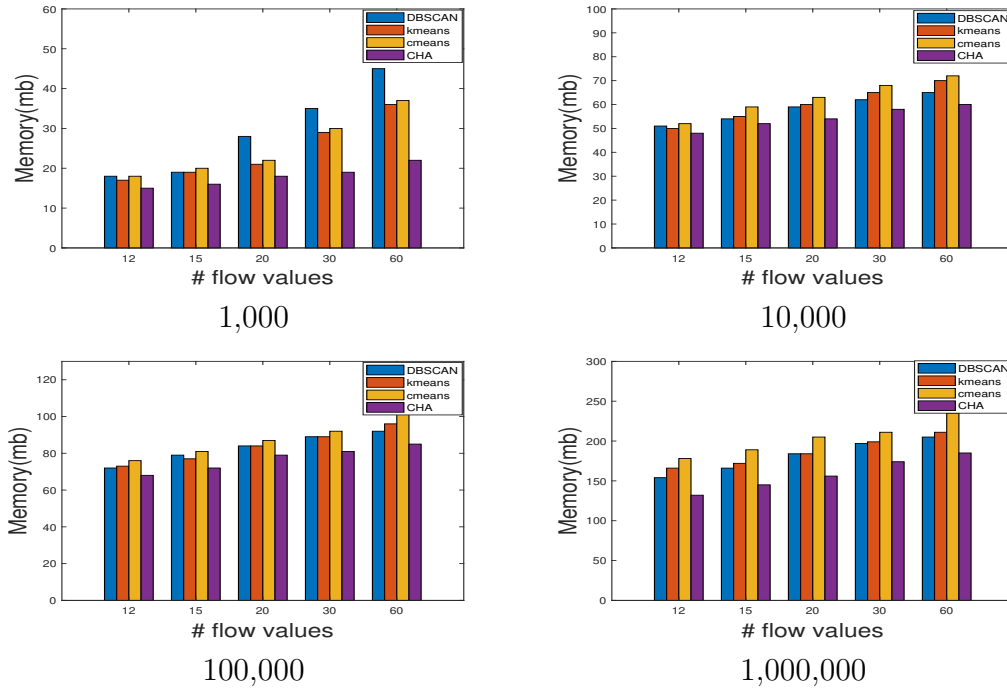 60
50
40
30
20
10
0
Memory(mb)
DBSCAN
kmeans
cmeans
CHA
12 15 20 30 60
# flow values
1,000
100
90
80
70
60
50
40
30
20
10
0
Memory(mb)
DBSCAN
kmeans
cmeans
CHA
12 15 20 30 60
# flow values
10,000
120
100
80
60
40
20
0
Memory(mb)
DBSCAN
kmeans
cmeans
CHA
12 15 20 30 60
# flow values
100,000
300
250
200
150
100
50
0
Memory(mb)
DBSCAN
kmeans
cmeans
CHA
12 15 20 30 60
# flow values
1,000,000